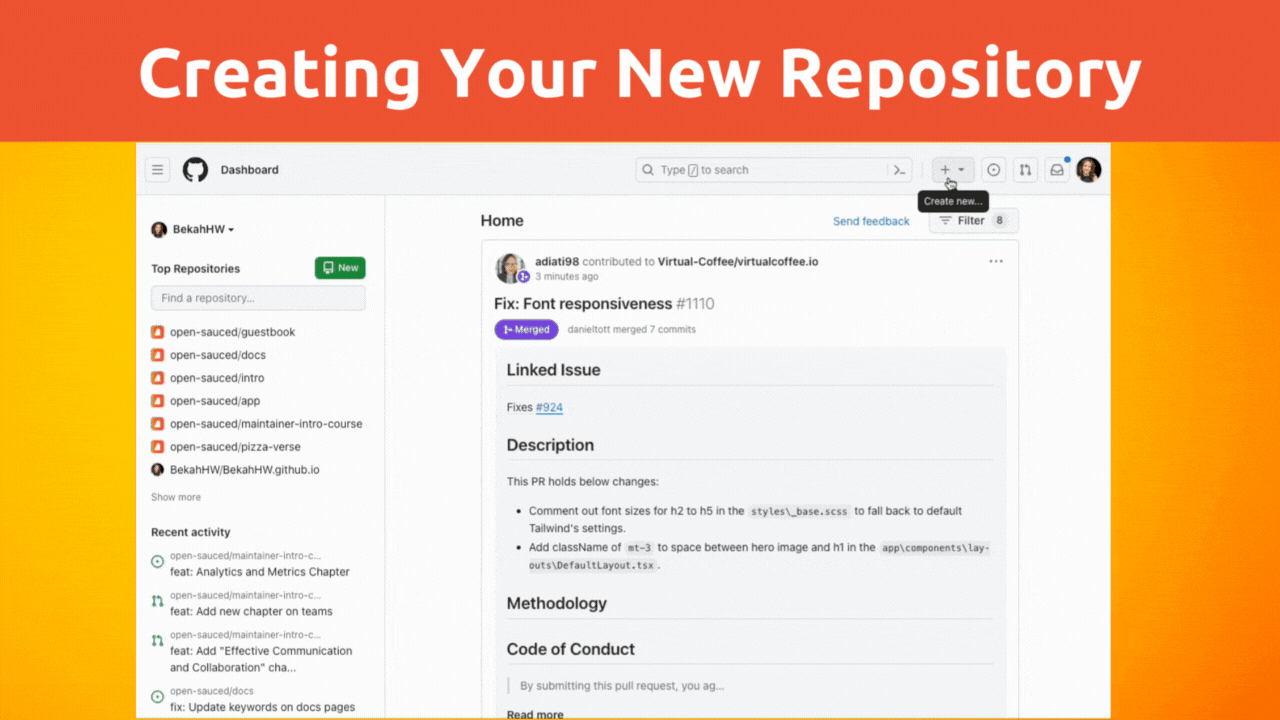 Creating Your New Repository
Dashboard
Type / to search
Create new...
BekahHW
Top Repositories
New
Find a repository...
open-sauced/guestbook
open-sauced/docs
open-sauced/intro
open-sauced/app
open-sauced/maintainer-intro-course
open-sauced/pizza-verse
BekahHW/BekahHW.github.io
Show more
Recent activity
open-sauced/maintainer-intro-c...
feat: Analytics and Metrics Chapter
open-sauced/maintainer-intro-c...
feat: Add new chapter on teams
open-sauced/maintainer-intro-c...
feat: Add "Effective Communication
and Collaboration" cha...
open-sauced/docs
fix: Update keywords on docs pages
Home
Send feedback
Filter 8
adiati98 contributed to Virtual-Coffee/virtualcoffee.io
3 minutes ago
Fix: Font responsiveness #1110
Merged
danieltott merged 7 commits
Linked Issue
Fixes #924
Description
This PR holds below changes:
• Comment out font sizes for h2 to h5 in the styles\_base.scss to fall back to default
Tailwind's settings.
• Add className of mt-3 to space between hero image and h1 in the app\components\lay-
outs\DefaultLayout.tsx .
Methodology
Code of Conduct
By submitting this pull request, you ag...
Read more